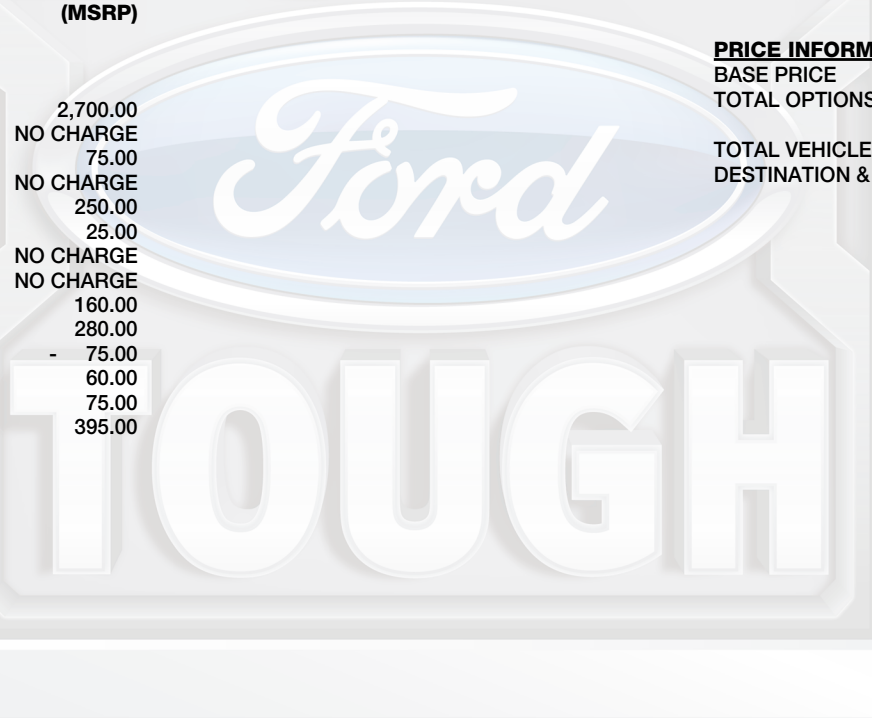 (MSRP)
2,700.00
NO CHARGE
75.00
NO CHARGE
250.00
25.00
NO CHARGE
NO CHARGE
160.00
280.00
- 75.00
60.00
75.00
395.00
PRICE INFORM
BASE PRICE
TOTAL OPTIONS
TOTAL VEHICLE
DESTINATION &
Ford
TOUGH